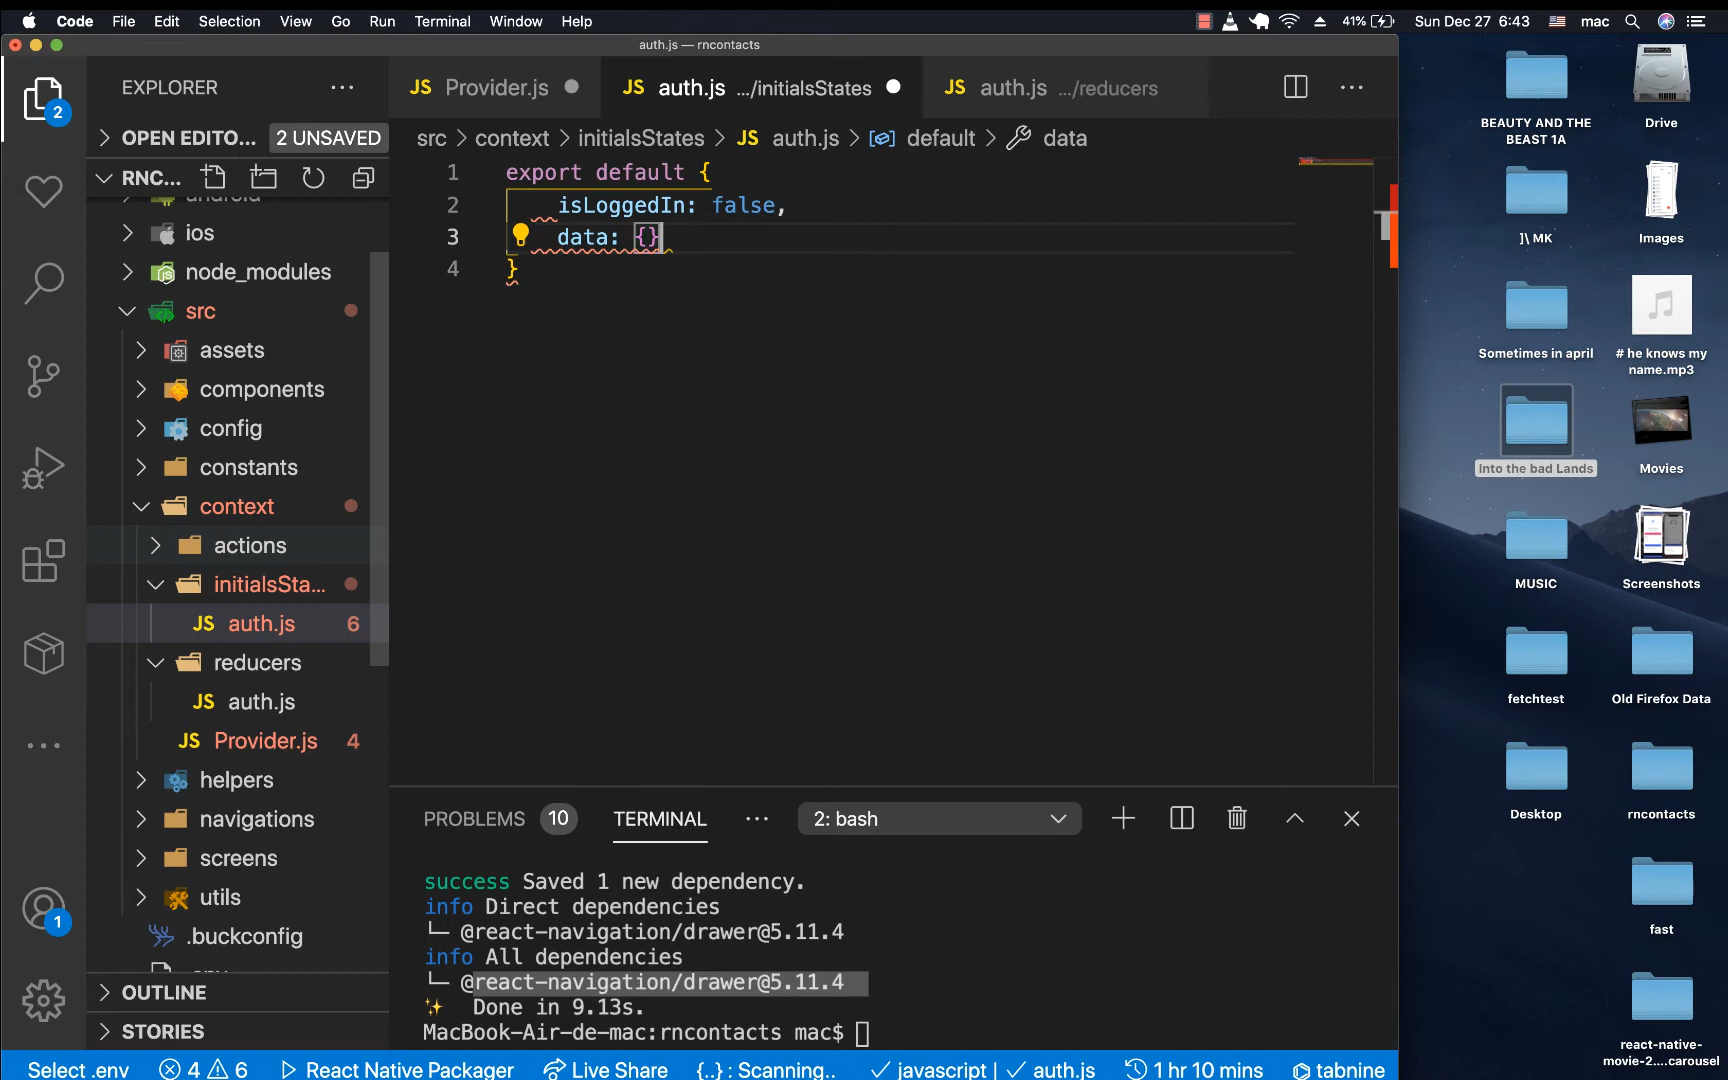 Code File Edit Selection View Go Run Terminal Window Help
41% Sun Dec 27 6:43 mac
auth.js — rncontacts
EXPLORER
OPEN EDITO... 2 UNSAVED
RNC...
android
ios
node_modules
src
assets
components
config
constants
context
actions
initialsSta...
JS auth.js 6
reducers
JS auth.js
JS Provider.js 4
helpers
navigations
screens
utils
.buckconfig
OUTLINE
STORIES
2
1
JS Provider.js
JS auth.js .../initialsStates
JS auth.js .../reducers
src > context > initialsStates > JS auth.js > default > data
1 export default {
2 isLoggedIn: false,
3 data: {}
4 }
PROBLEMS 10 TERMINAL 2: bash
success Saved 1 new dependency.
info Direct dependencies
└─ @react-navigation/drawer@5.11.4
info All dependencies
└─ @react-navigation/drawer@5.11.4
✨ Done in 9.13s.
MacBook-Air-de-mac:rncontacts mac$
Select .env 4 6 React Native Packager Live Share {..} : Scanning.. javascript | auth.js 1 hr 10 mins tabnine
BEAUTY AND THE
BEAST 1A
Drive
]\ MK
Images
Sometimes in april
# he knows my
name.mp3
Into the bad Lands
Movies
MUSIC
Screenshots
fetchtest
Old Firefox Data
Desktop
rncontacts
fast
react-native-
movie-2....carousel